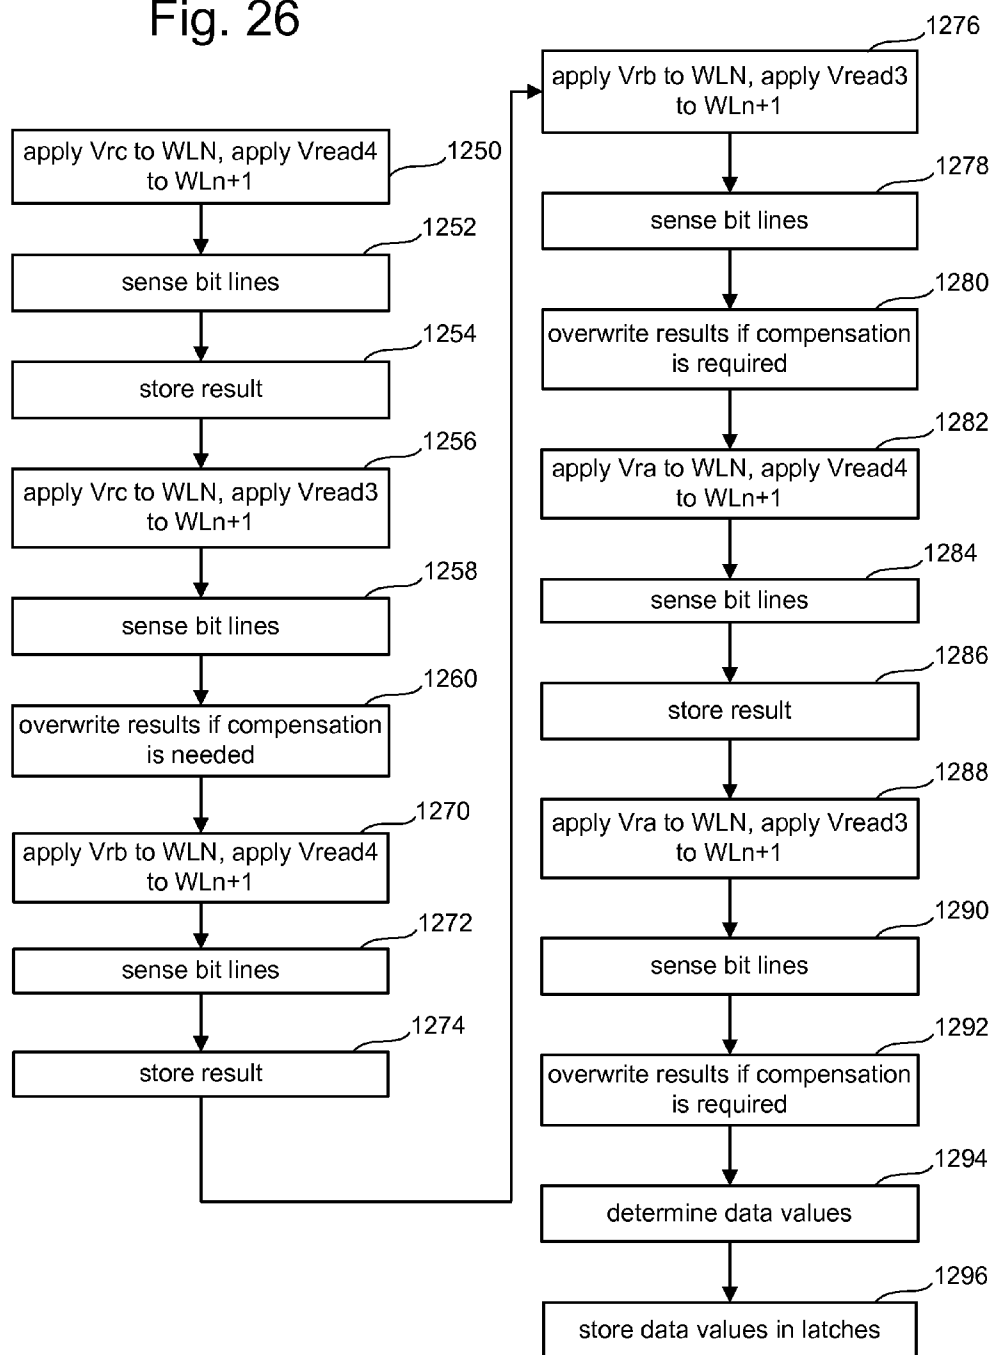 Fig. 26
apply Vrc to WLN, apply Vread4
to WLn+1
1250
sense bit lines
1252
store result
1254
apply Vrc to WLN, apply Vread3
to WLn+1
1256
sense bit lines
1258
overwrite results if compensation
is needed
1260
apply Vrb to WLN, apply Vread4
to WLn+1
1270
sense bit lines
1272
store result
1274
apply Vrb to WLN, apply Vread3
to WLn+1
1276
sense bit lines
1278
overwrite results if compensation
is required
1280
apply Vra to WLN, apply Vread4
to WLn+1
1282
sense bit lines
1284
store result
1286
apply Vra to WLN, apply Vread3
to WLn+1
1288
sense bit lines
1290
overwrite results if compensation
is required
1292
determine data values
1294
store data values in latches
1296